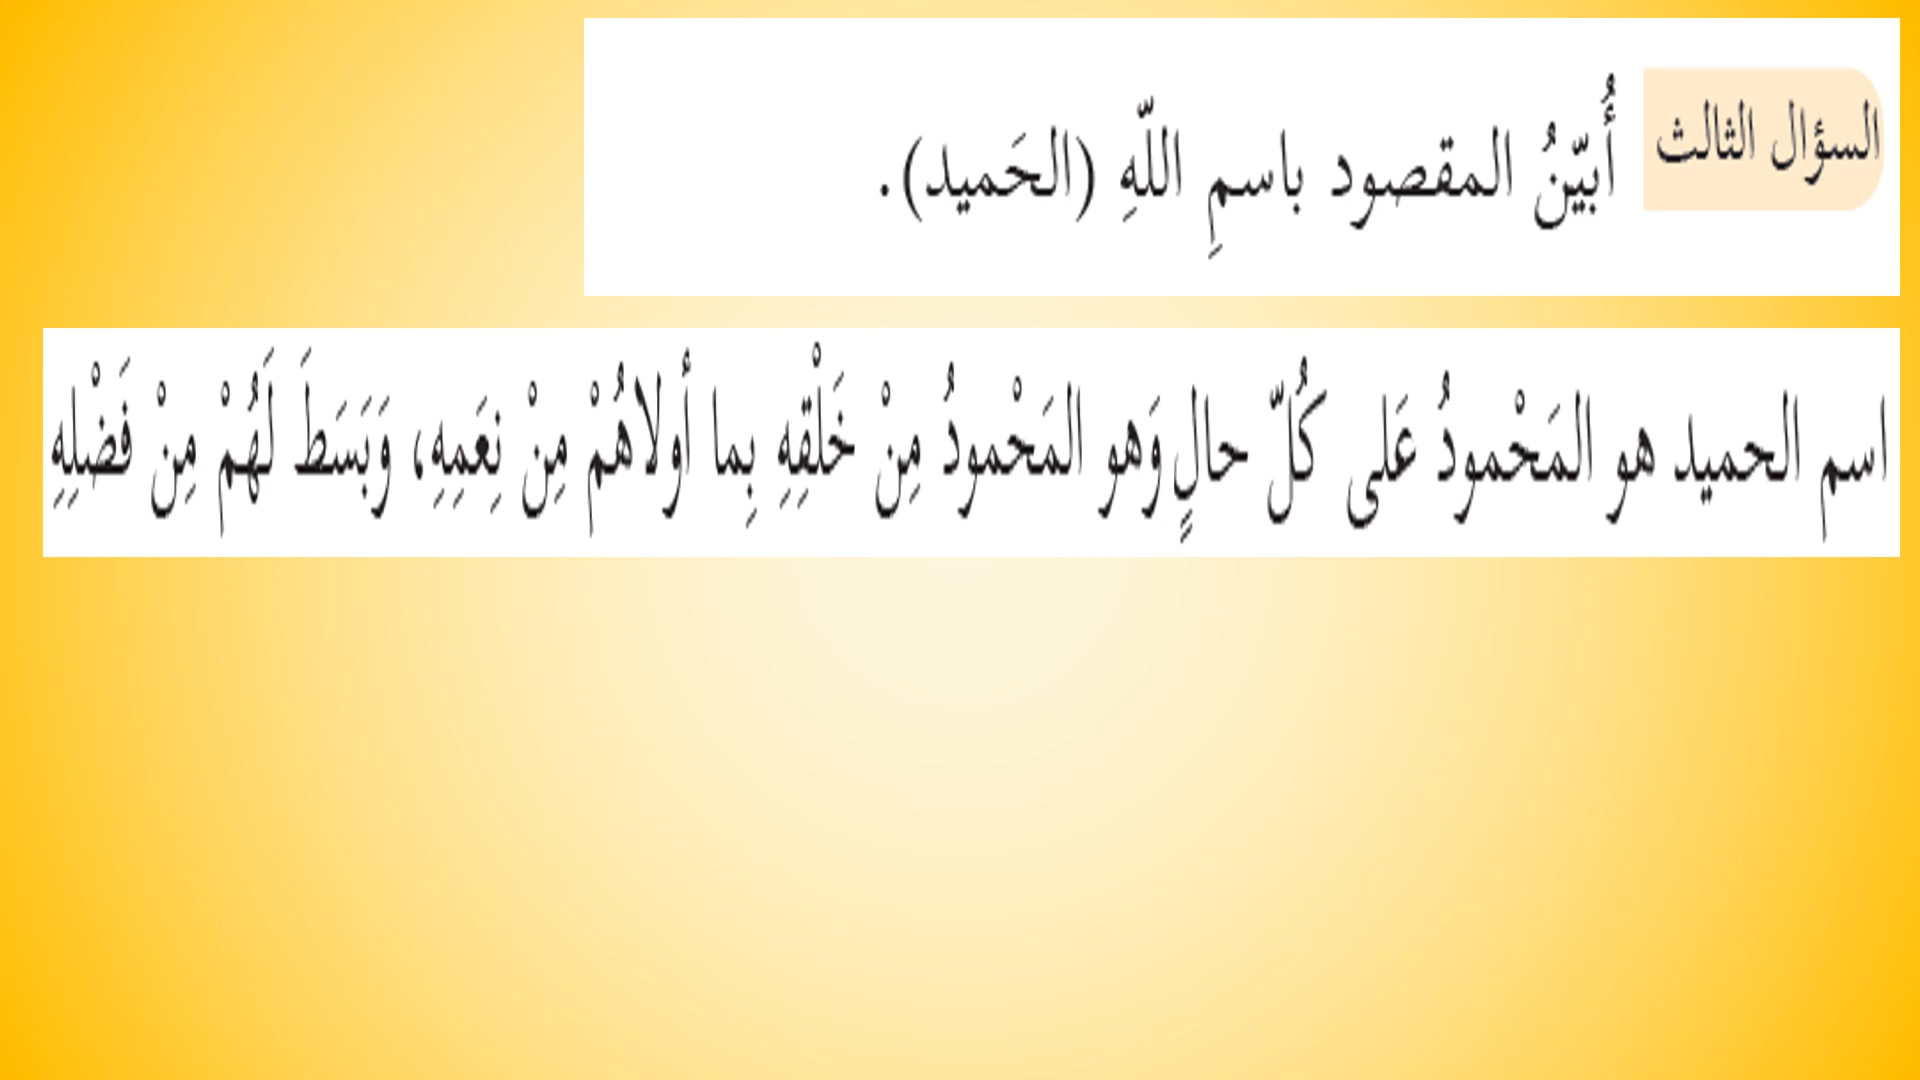 السؤال الثالث
أُبيّنُ المقصود باسمِ اللّهِ (الحَميد).
اسم الحميد هو المَحْمودُ عَلى كُلّ حالٍ وَهو المَحْمودُ مِنْ خَلْقِهِ بِما أَولاهُمْ مِنْ نِعَمِهِ، وَبَسَطَ لَهُمْ مِنْ فَضْلِهِ